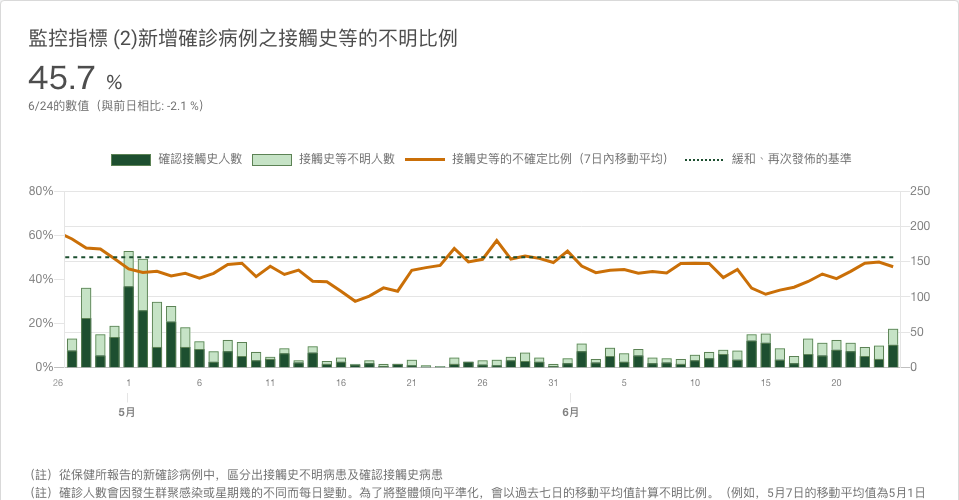 監控指標 (2)新增確診病例之接觸史等的不明比例
45.7 %
6/24的數值（與前日相比: -2.1 %）
確認接觸史人數 接觸史等不明人數 接觸史等的不確定比例（7日內移動平均） 緩和、再次發佈的基準
80% 250
200
60%
150
40%
100
20%
50
0% 0
26 1 6 11 16 21 26 31 5 10 15 20
5月 6月
（註）從保健所報告的新確診病例中，區分出接觸史不明病患及確認接觸史病患
（註）確診人數會因發生群聚感染或星期幾的不同而每日變動。為了將整體傾向平準化，會以過去七日的移動平均值計算不明比例。（例如，5月7日的移動平均值為5月1日